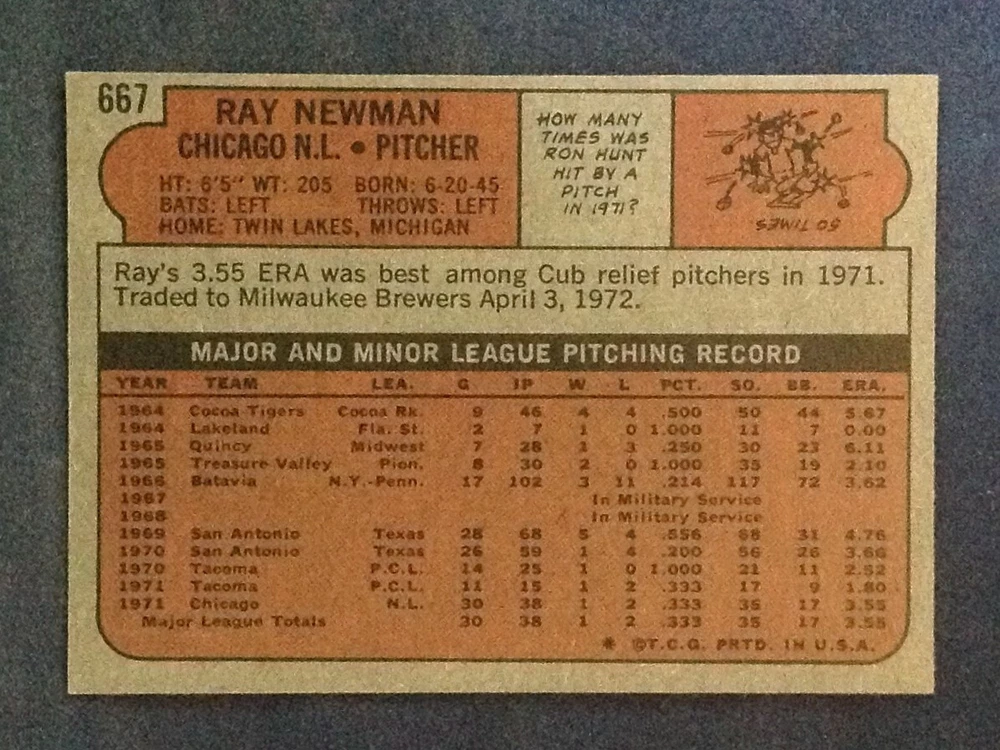 667
RAY NEWMAN
CHICAGO N.L. • PITCHER
HT: 6'5" WT: 205 BORN: 6-20-45
BATS: LEFT THROWS: LEFT
HOME: TWIN LAKES, MICHIGAN
HOW MANY
TIMES WAS
RON HUNT
HIT BY A
PITCH
IN 1971?
50 TIMES
Ray's 3.55 ERA was best among Cub relief pitchers in 1971.
Traded to Milwaukee Brewers April 3, 1972.
MAJOR AND MINOR LEAGUE PITCHING RECORD
YEAR TEAM LEA. G IP W L PCT. SO. BB. ERA.
1964 Cocoa Tigers Cocoa Rk. 9 46 4 4 .500 50 44 5.67
1964 Lakeland Fla. St. 2 7 1 0 1.000 11 7 0.00
1965 Quincy Midwest 7 28 1 3 .250 30 23 6.11
1965 Treasure Valley Pion. 8 30 2 0 1.000 35 19 2.10
1966 Batavia N.Y.-Penn. 17 102 3 11 .214 117 72 3.62
1967 In Military Service
1968 In Military Service
1969 San Antonio Texas 28 68 5 4 .556 68 31 4.76
1970 San Antonio Texas 26 59 1 4 .200 56 26 3.66
1970 Tacoma P.C.L. 14 25 1 0 1.000 21 11 2.52
1971 Tacoma P.C.L. 11 15 1 2 .333 17 9 1.80
1971 Chicago N.L. 30 38 1 2 .333 35 17 3.55
Major League Totals 30 38 1 2 .333 35 17 3.55
* ©T.C.G. PRTD. IN U.S.A.